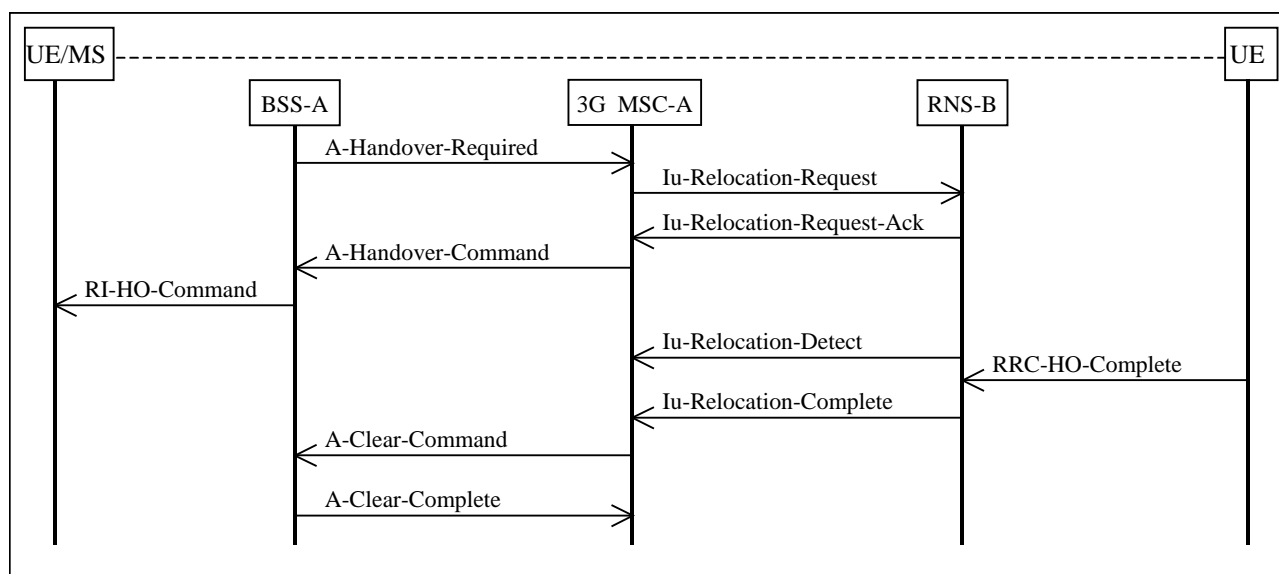 UE/MS
UE
BSS-A
3G MSC-A
RNS-B
A-Handover-Required
Iu-Relocation-Request
Iu-Relocation-Request-Ack
A-Handover-Command
RI-HO-Command
Iu-Relocation-Detect
RRC-HO-Complete
Iu-Relocation-Complete
A-Clear-Command
A-Clear-Complete